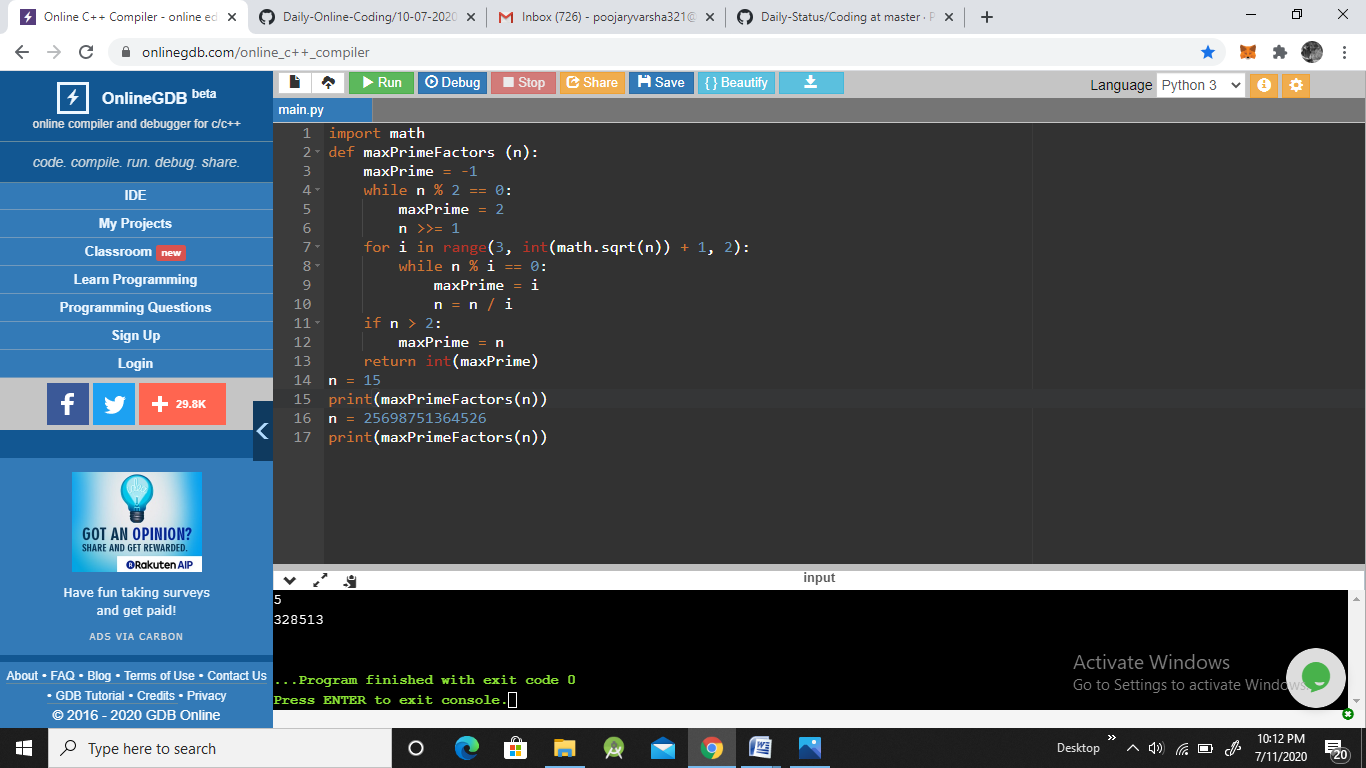 Online C++ Compiler - online ed
Daily-Online-Coding/10-07-2020
Inbox (726) - poojaryvarsha321@
Daily-Status/Coding at master · P
onlinegdb.com/online_c++_compiler
OnlineGDB beta
online compiler and debugger for c/c++
code. compile. run. debug. share.
IDE
My Projects
Classroom new
Learn Programming
Programming Questions
Sign Up
Login
f + 29.8K
GOT AN OPINION?
SHARE AND GET REWARDED.
Rakuten AIP
Have fun taking surveys
and get paid!
ADS VIA CARBON
About • FAQ • Blog • Terms of Use • Contact Us
• GDB Tutorial • Credits • Privacy
© 2016 - 2020 GDB Online
Run Debug Stop Share Save { } Beautify
Language Python 3
main.py
1 import math
2 def maxPrimeFactors (n):
3     maxPrime = -1
4     while n % 2 == 0:
5         maxPrime = 2
6         n >>= 1
7     for i in range(3, int(math.sqrt(n)) + 1, 2):
8         while n % i == 0:
9             maxPrime = i
10             n = n / i
11     if n > 2:
12         maxPrime = n
13     return int(maxPrime)
14 n = 15
15 print(maxPrimeFactors(n))
16 n = 25698751364526
17 print(maxPrimeFactors(n))
input
5
328513
...Program finished with exit code 0
Press ENTER to exit console.
Activate Windows
Go to Settings to activate Windows.
Type here to search
Desktop
10:12 PM
7/11/2020
20